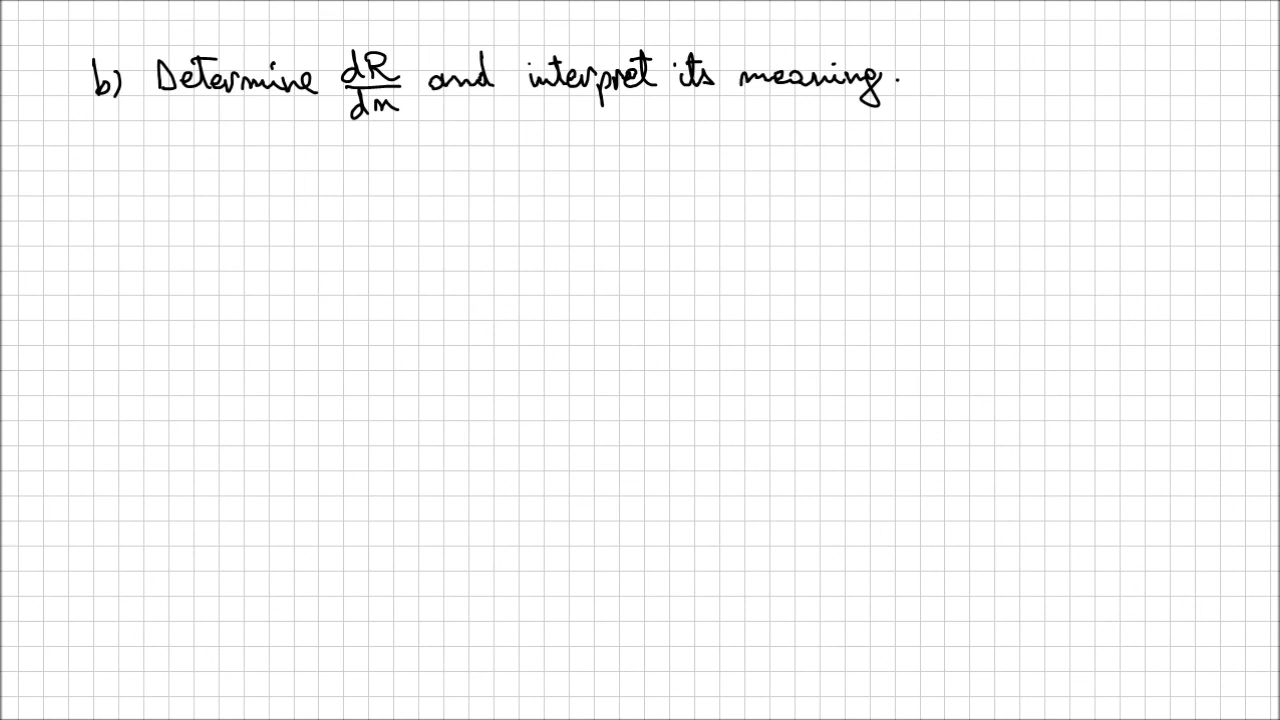 b) Determine dR/dn and interpret its meaning.